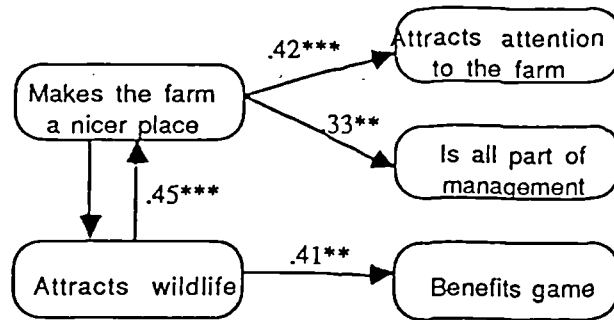 .42***
Attracts attention
to the farm
Makes the farm
a nicer place
.33**
Is all part of
management
.45***
.41**
Attracts wildlife
Benefits game